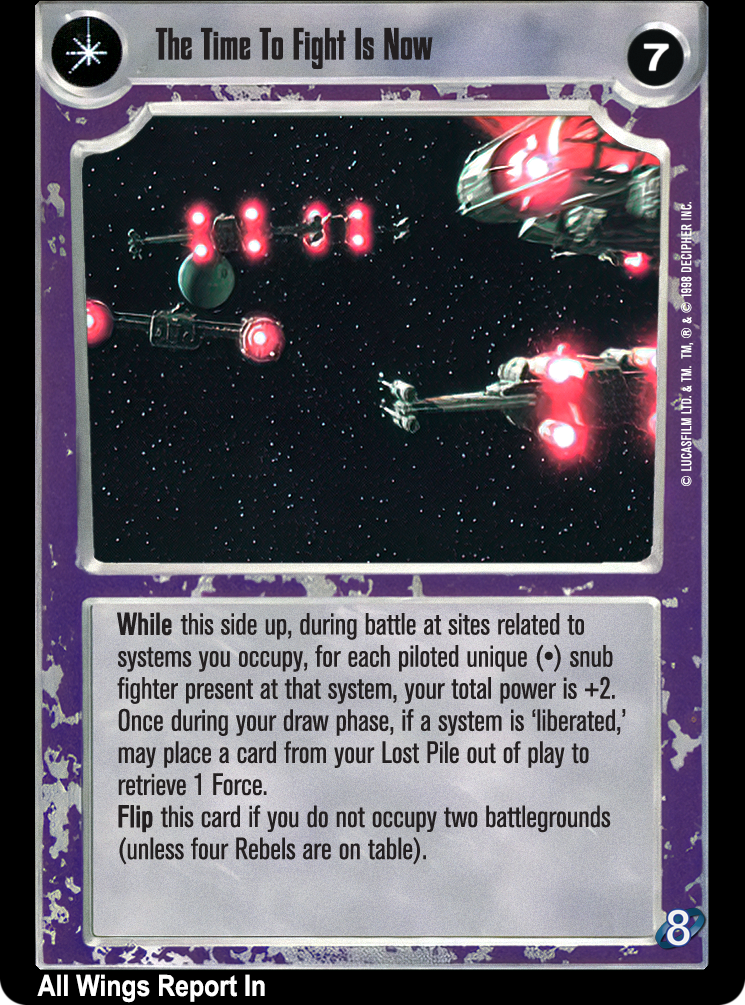 The Time To Fight Is Now
7
© LUCASFILM LTD. & TM. TM, ® & © 1998 DECIPHER INC.
While this side up, during battle at sites related to
systems you occupy, for each piloted unique (•) snub
fighter present at that system, your total power is +2.
Once during your draw phase, if a system is ‘liberated,’
may place a card from your Lost Pile out of play to
retrieve 1 Force.
Flip this card if you do not occupy two battlegrounds
(unless four Rebels are on table).
8
All Wings Report In